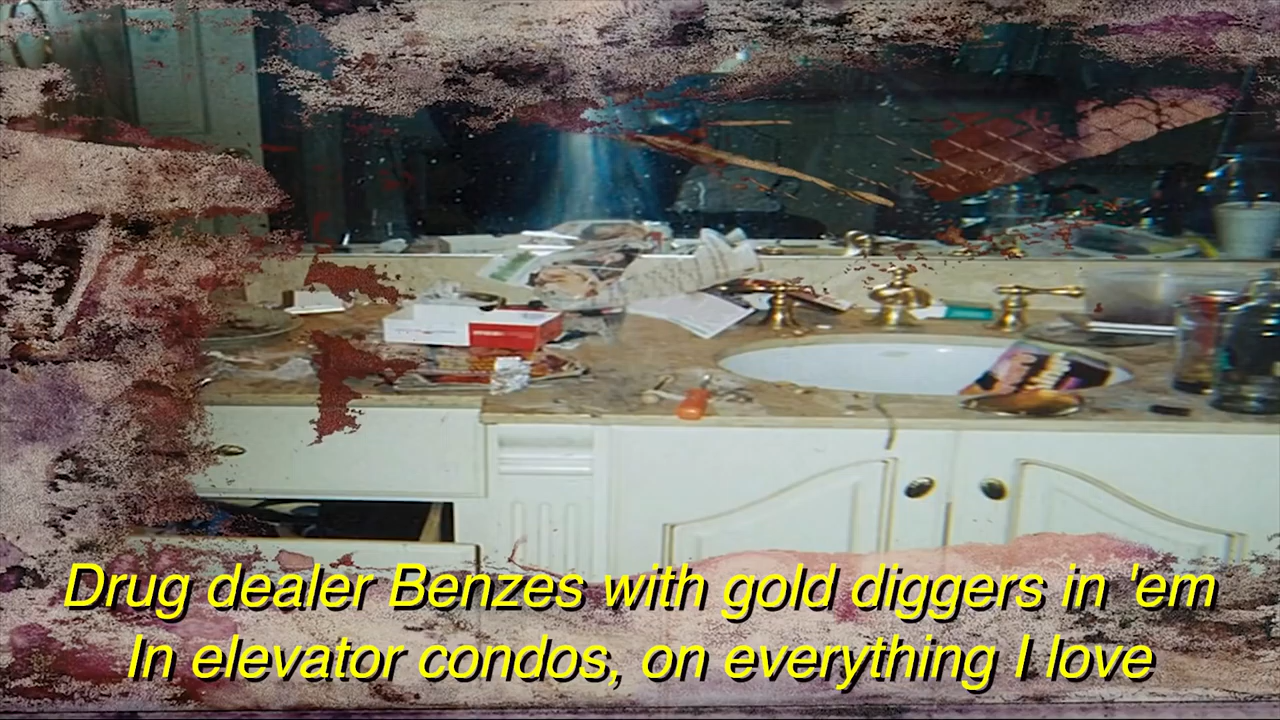 Drug dealer Benzes with gold diggers in 'em
In elevator condos, on everything I love